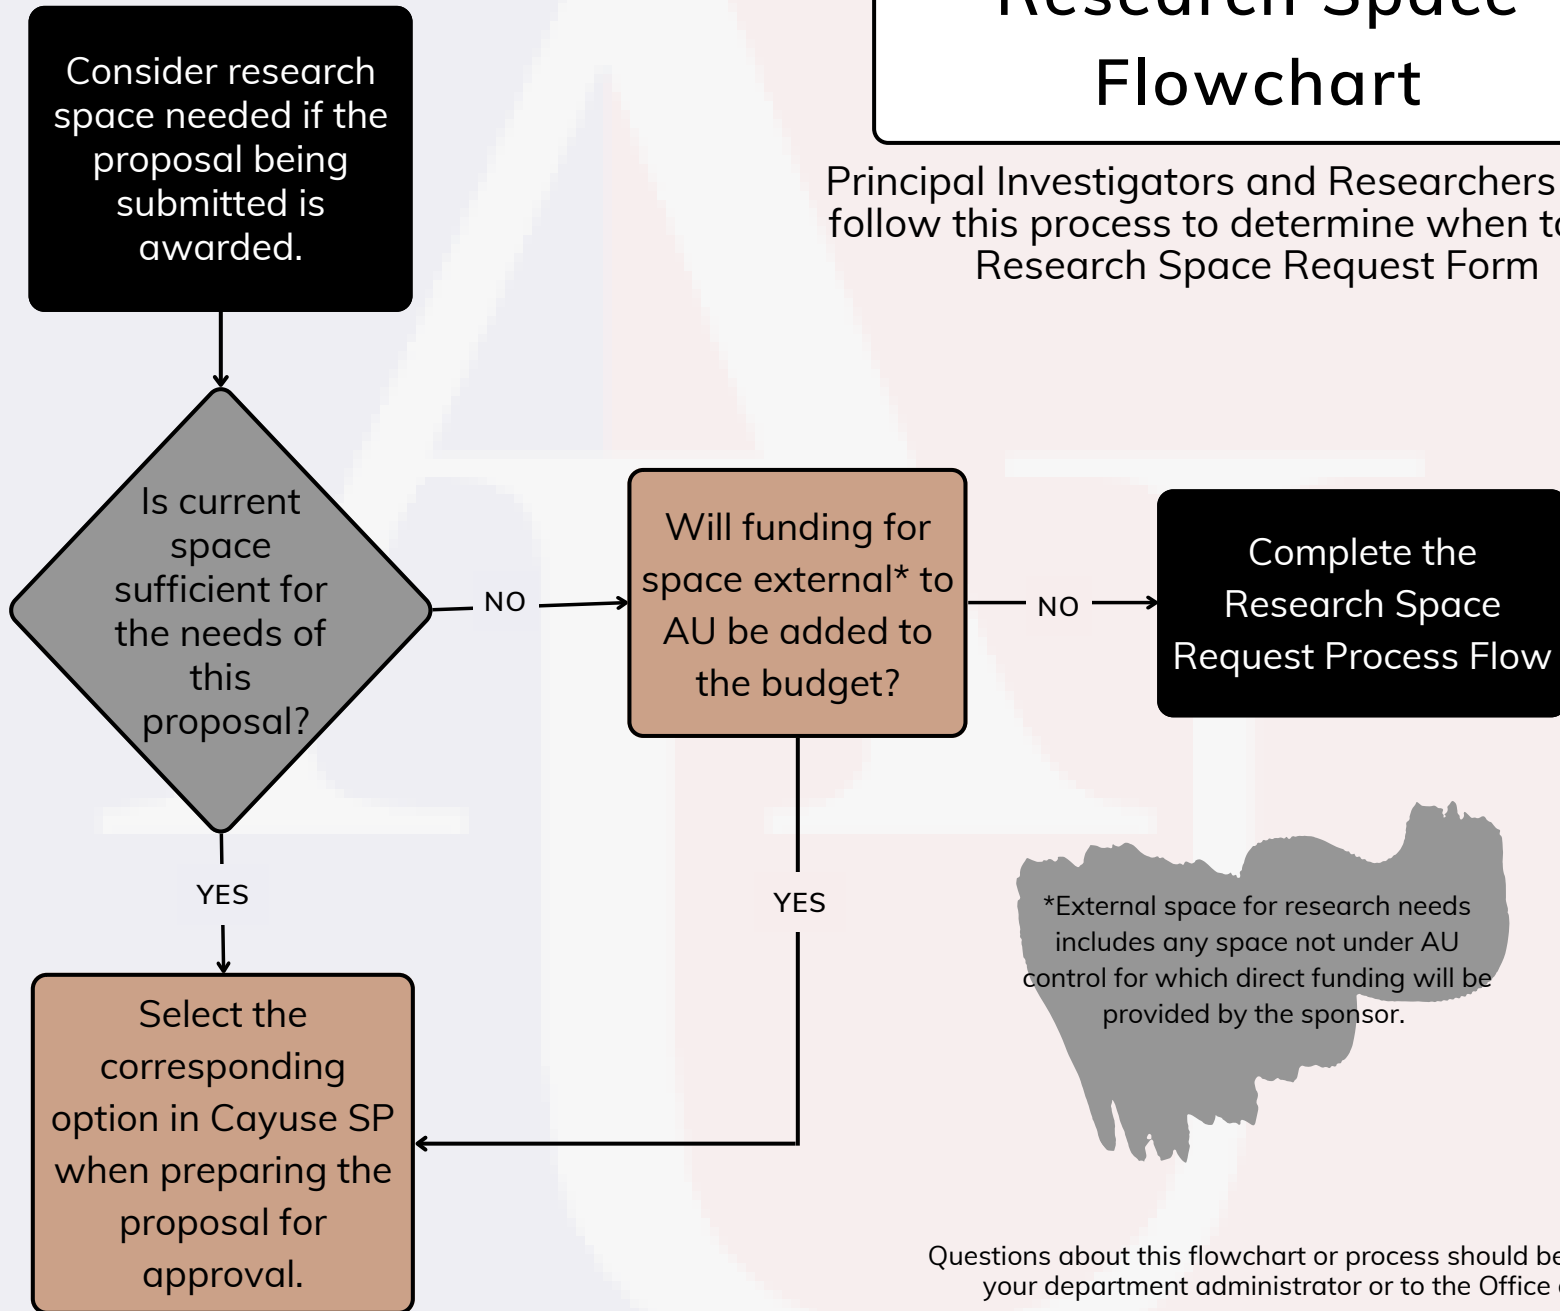 Research Space
Flowchart
Principal Investigators and Researchers
follow this process to determine when to
Research Space Request Form
Consider research
space needed if the
proposal being
submitted is
awarded.
Is current
space
sufficient for
the needs of
this
proposal?
NO
Will funding for
space external* to
AU be added to
the budget?
NO
Complete the
Research Space
Request Process Flow
YES
YES
Select the
corresponding
option in Cayuse SP
when preparing the
proposal for
approval.
*External space for research needs
includes any space not under AU
control for which direct funding will be
provided by the sponsor.
Questions about this flowchart or process should be
your department administrator or to the Office